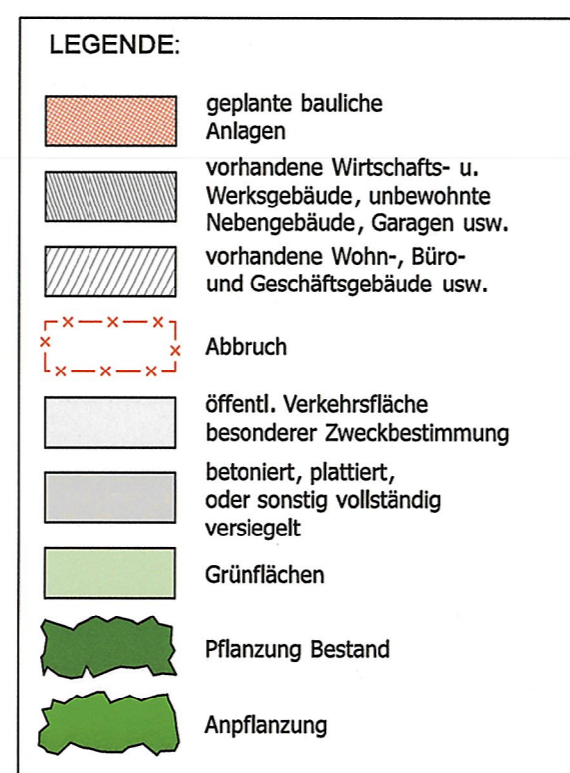 LEGENDE:
geplante bauliche
Anlagen
vorhandene Wirtschafts- u.
Werksgebäude, unbewohnte
Nebengebäude, Garagen usw.
vorhandene Wohn-, Büro-
und Geschäftsgebäude usw.
Abbruch
öffentl. Verkehrsfläche
besonderer Zweckbestimmung
betoniert, plattiert,
oder sonstig vollständig
versiegelt
Grünflächen
Pflanzung Bestand
Anpflanzung